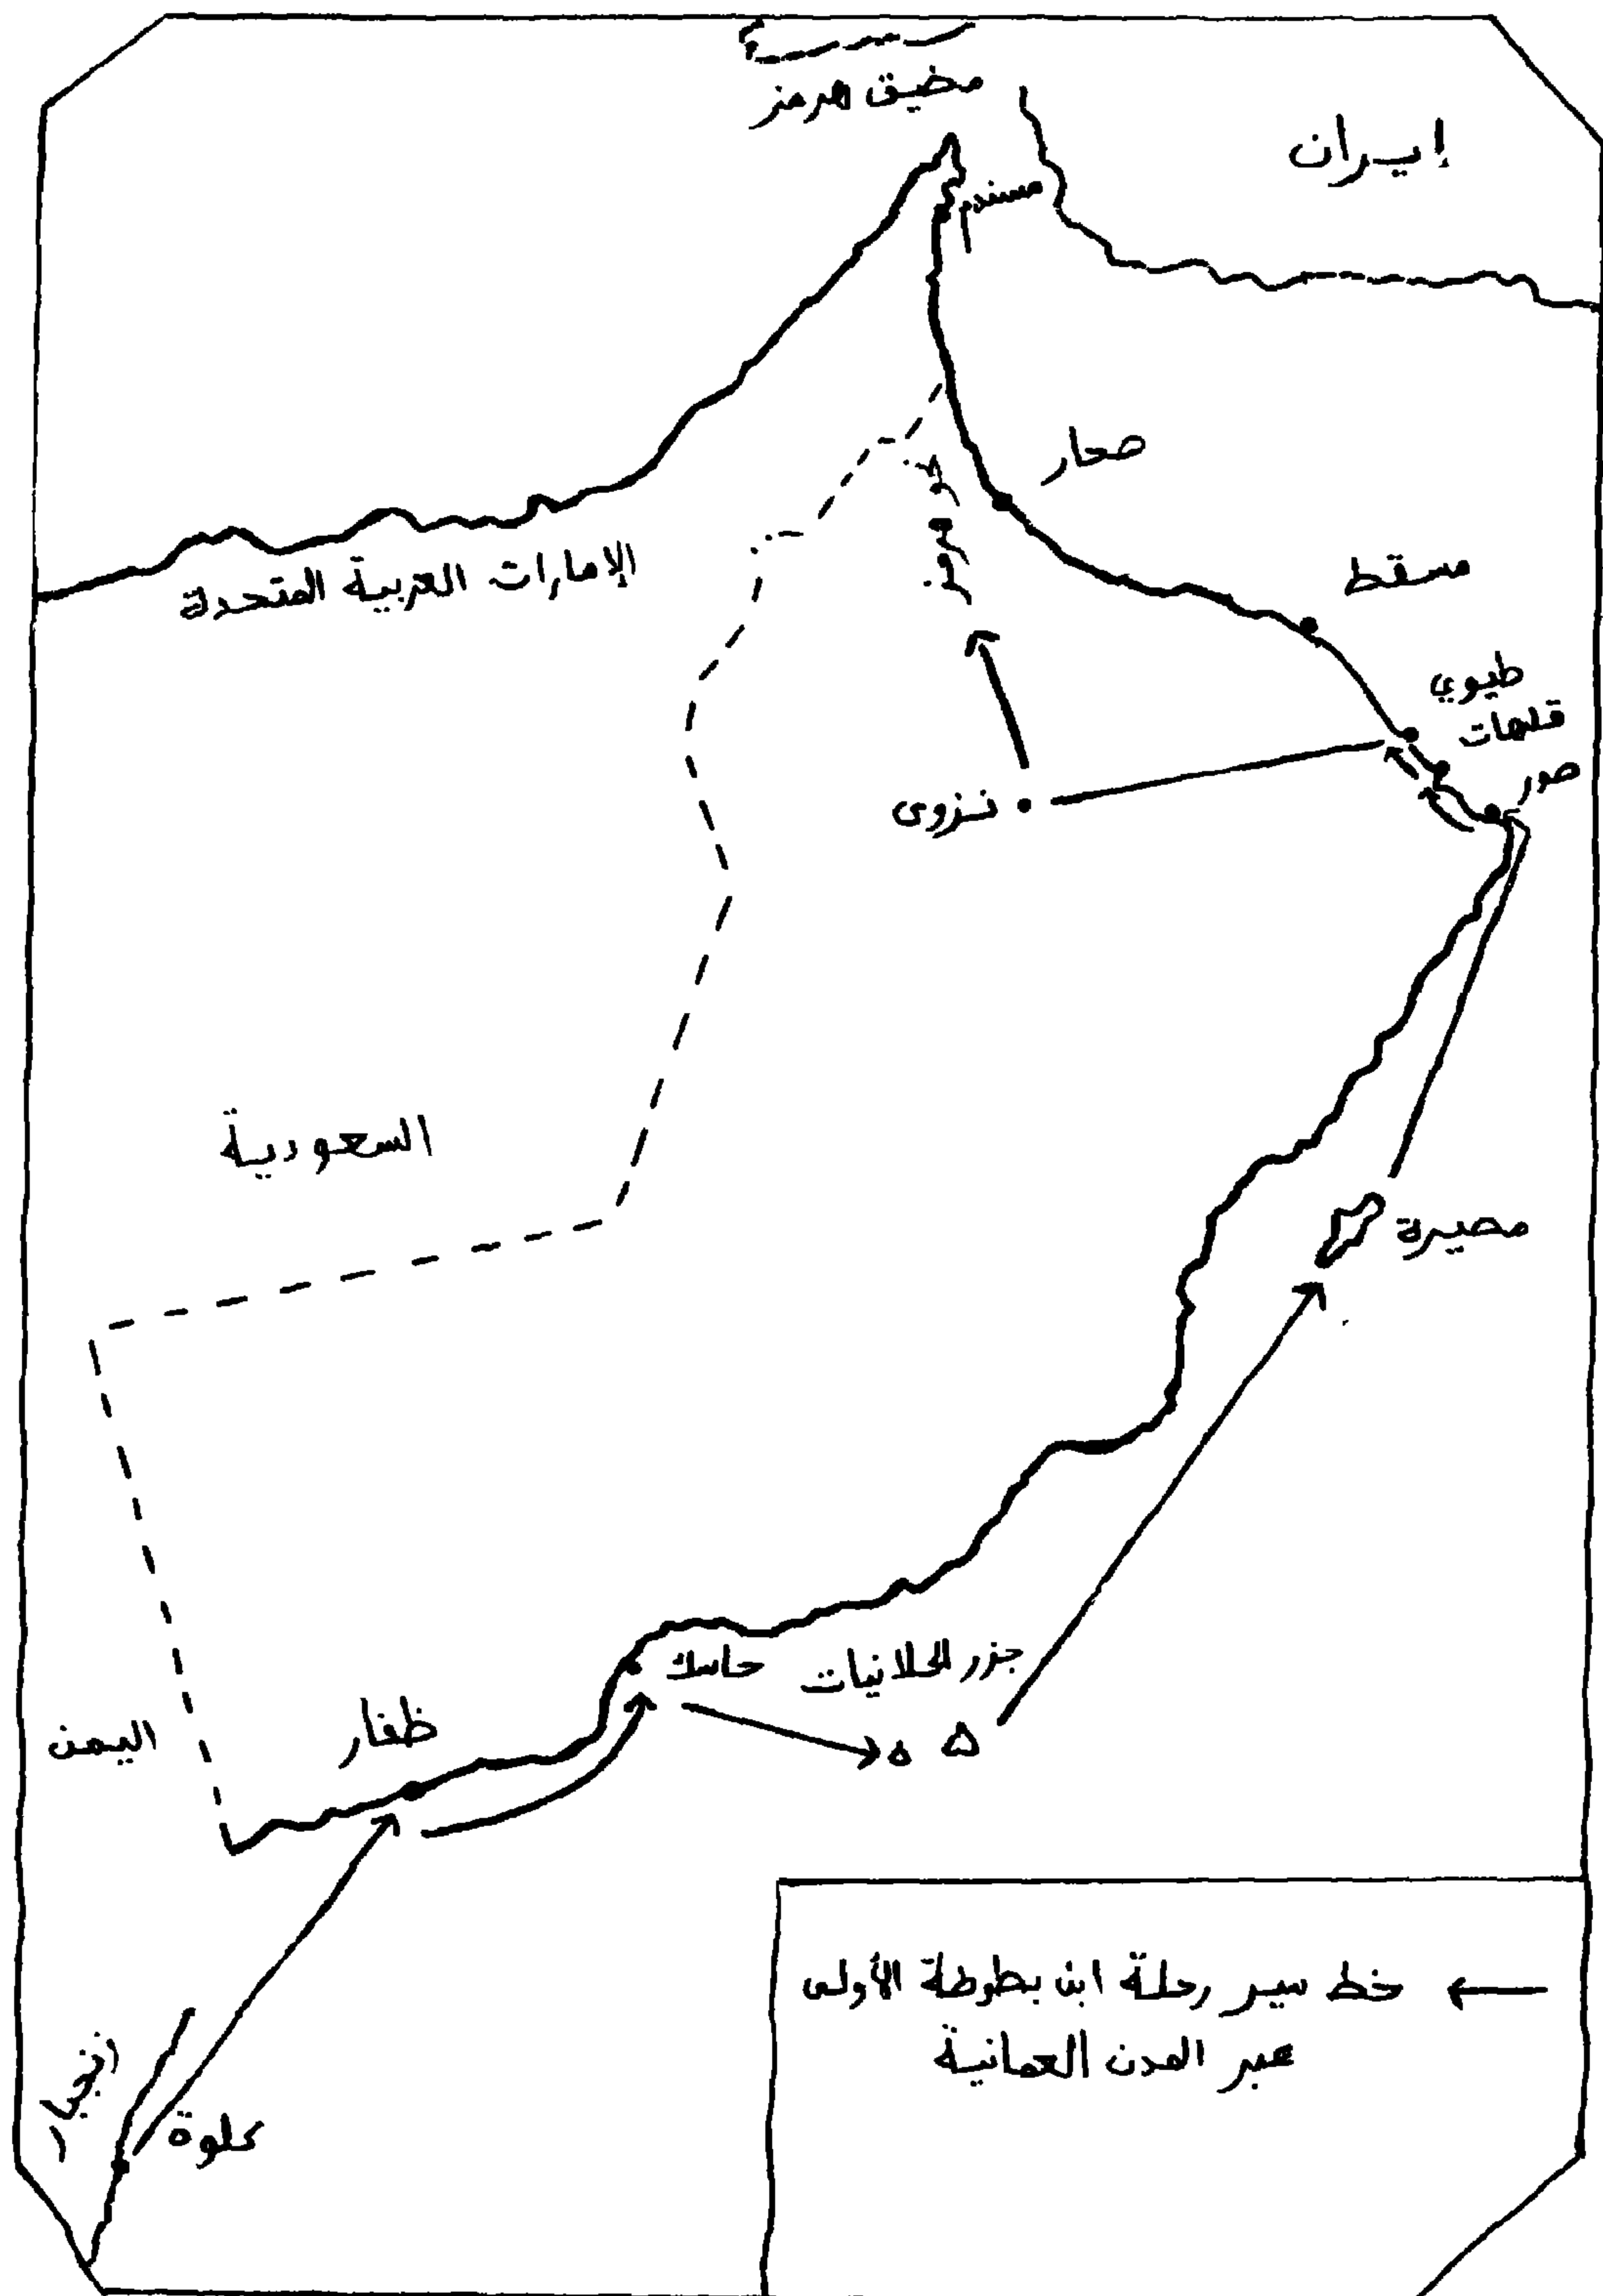 مضيق هرمز
إيران
مسندم
صحار
الإمارات العربية المتحدة
مسقط
طيوي
قلهات
صور
نزوى
السعودية
مصيرة
جزر الحلانيات
حاسك
ظفار
اليمن
كلوة
خط سير رحلة ابن بطوطة الأولى
عبر المدن العمانية